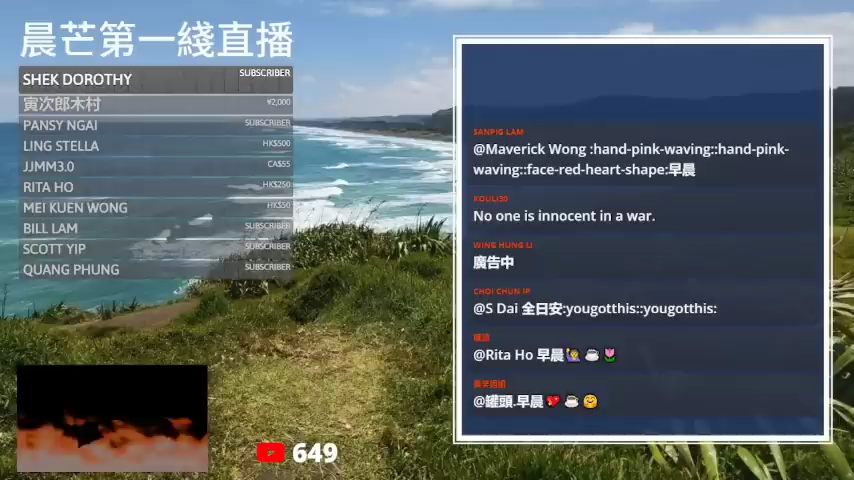 晨芒第一綫直播
SHEK DOROTHY SUBSCRIBER
寅次郎木村 ¥2,000
PANSY NGAI SUBSCRIBER
LING STELLA HK$500
JJMM3.0 CA$5
RITA HO HK$250
MEI KUEN WONG HK$50
BILL LAM SUBSCRIBER
SCOTT YIP SUBSCRIBER
QUANG PHUNG SUBSCRIBER
649
SANPIG LAM
@Maverick Wong :hand-pink-waving::hand-pink-
waving::face-red-heart-shape:早晨
KOULI30
No one is innocent in a war.
WING HUNG LI
廣告中
CHOI CHUN IP
@S Dai 全日安:yougotthis::yougotthis:
@Rita Ho 早晨🙋☕🌷
@罐頭.早晨💖☕🤗